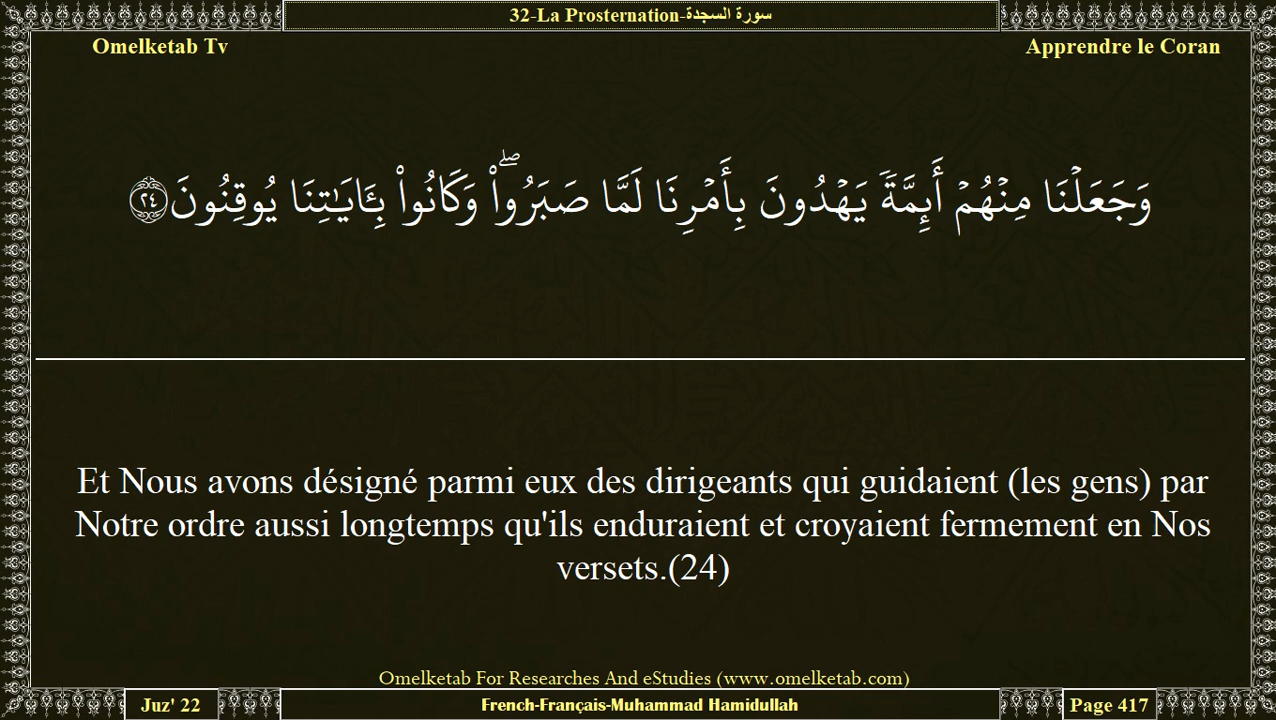 32-La Prosternation-سورة السجدة
Omelketab Tv
Apprendre le Coran
وَجَعَلۡنَا مِنۡهُمۡ أَئِمَّةٗ يَهۡدُونَ بِأَمۡرِنَا لَمَّا صَبَرُواْۖ وَكَانُواْ بِـَٔايَٰتِنَا يُوقِنُونَ ٢٤
Et Nous avons désigné parmi eux des dirigeants qui guidaient (les gens) par
Notre ordre aussi longtemps qu'ils enduraient et croyaient fermement en Nos
versets.(24)
Omelketab For Researches And eStudies (www.omelketab.com)
Juz' 22
French-Français-Muhammad Hamidullah
Page 417